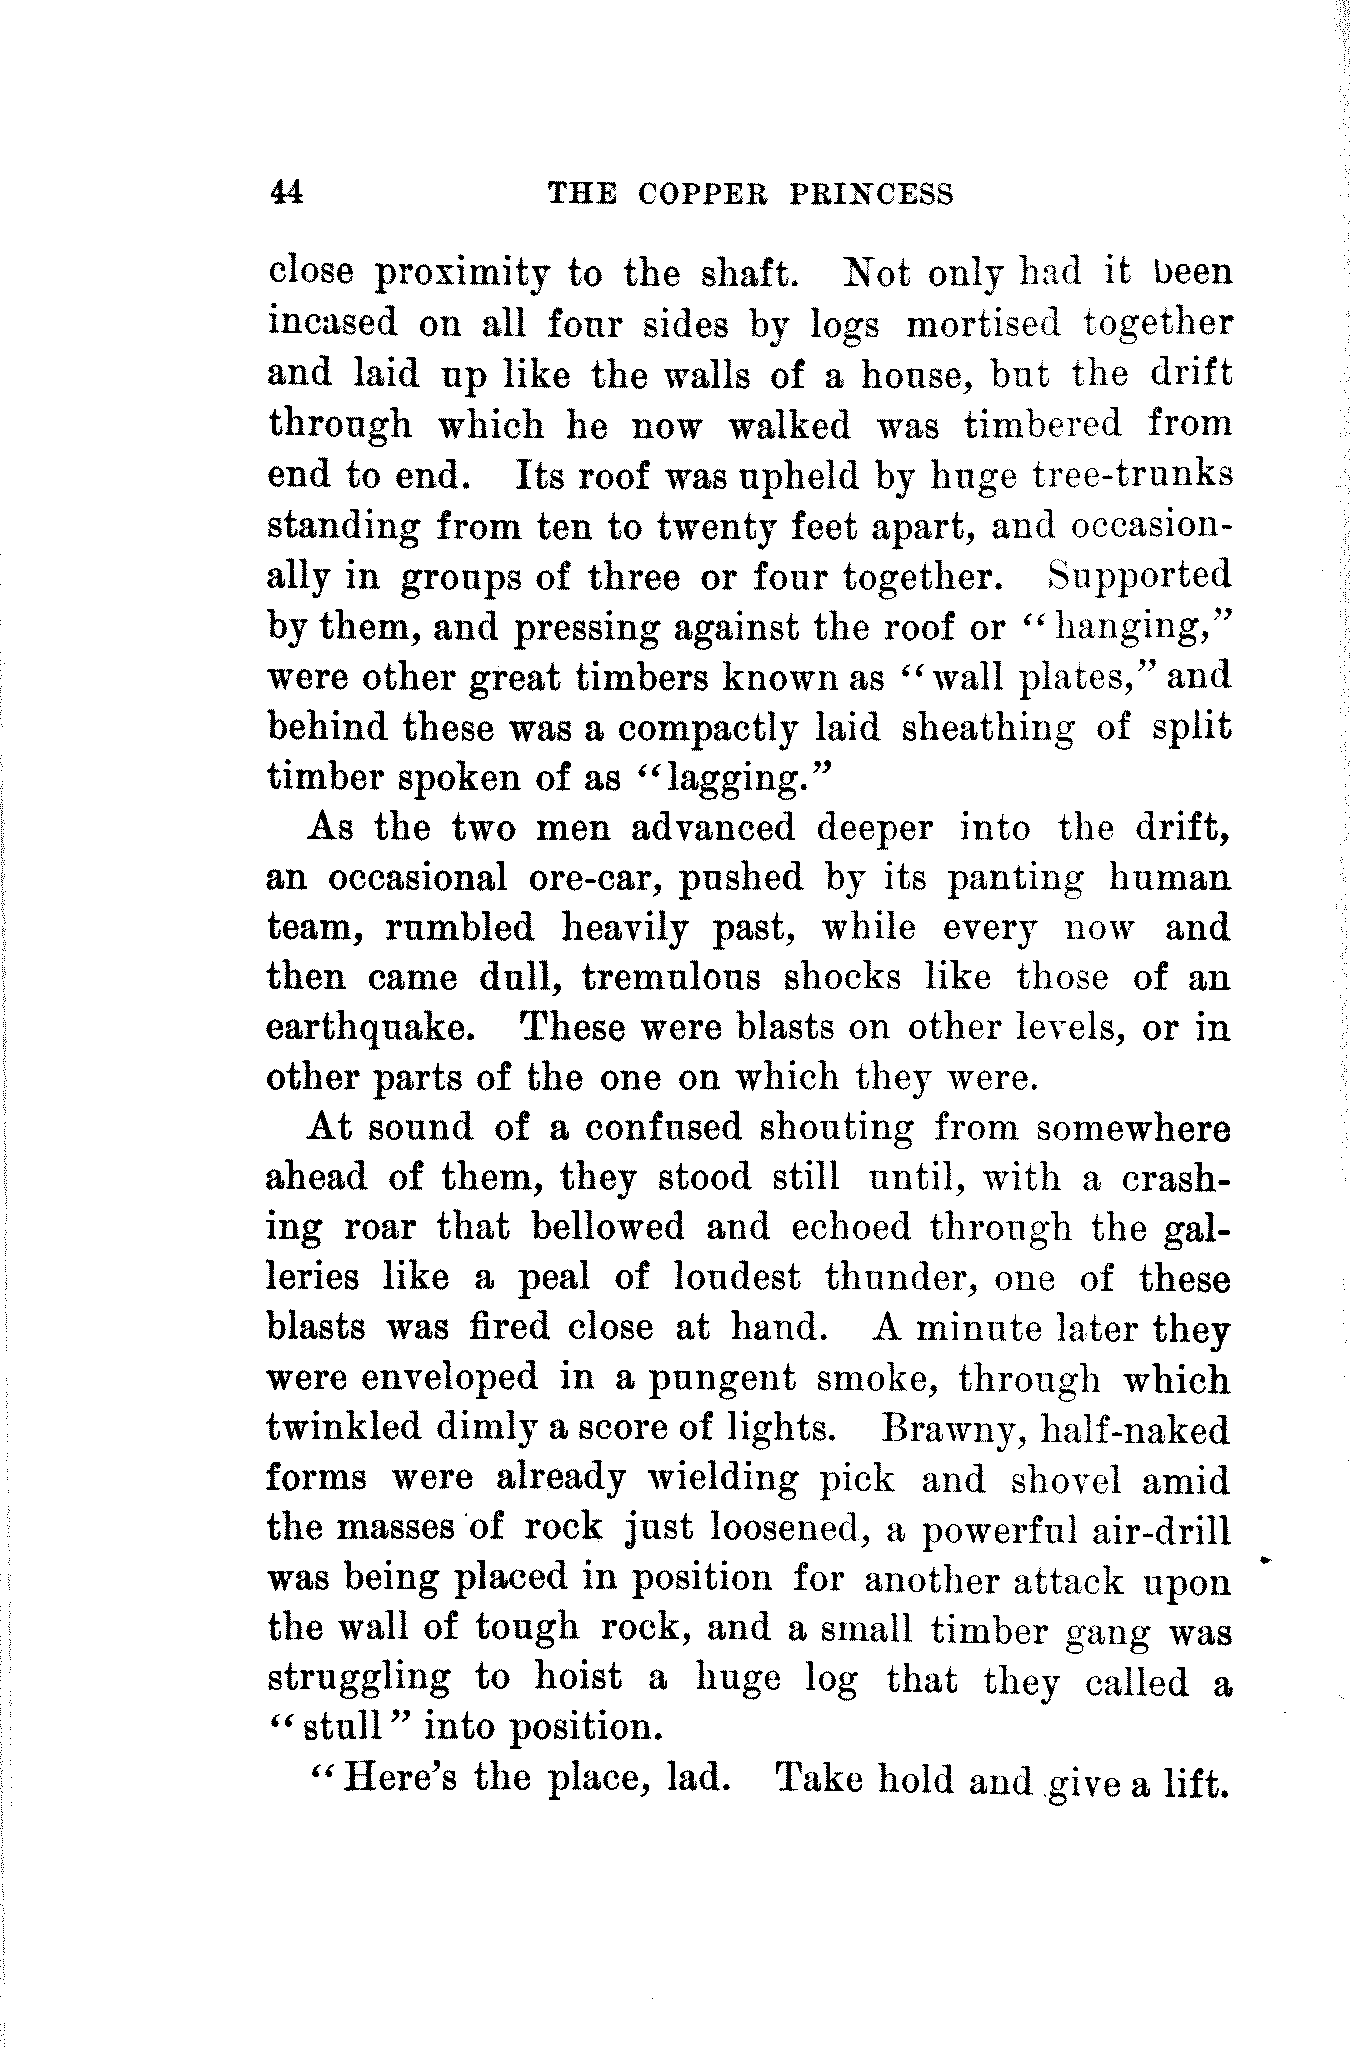 44 THE COPPER PRINCESS
close proximity to the shaft. Not only had it been
incased on all four sides by logs mortised together
and laid up like the walls of a house, but the drift
through which he now walked was timbered from
end to end. Its roof was upheld by huge tree-trunks
standing from ten to twenty feet apart, and occasion-
ally in groups of three or four together. Supported
by them, and pressing against the roof or “hanging,”
were other great timbers known as “wall plates,” and
behind these was a compactly laid sheathing of split
timber spoken of as “lagging.”
As the two men advanced deeper into the drift,
an occasional ore-car, pushed by its panting human
team, rumbled heavily past, while every now and
then came dull, tremulous shocks like those of an
earthquake. These were blasts on other levels, or in
other parts of the one on which they were.
At sound of a confused shouting from somewhere
ahead of them, they stood still until, with a crash-
ing roar that bellowed and echoed through the gal-
leries like a peal of loudest thunder, one of these
blasts was fired close at hand. A minute later they
were enveloped in a pungent smoke, through which
twinkled dimly a score of lights. Brawny, half-naked
forms were already wielding pick and shovel amid
the masses of rock just loosened, a powerful air-drill
was being placed in position for another attack upon
the wall of tough rock, and a small timber gang was
struggling to hoist a huge log that they called a
“stull” into position.
“Here’s the place, lad. Take hold and give a lift.